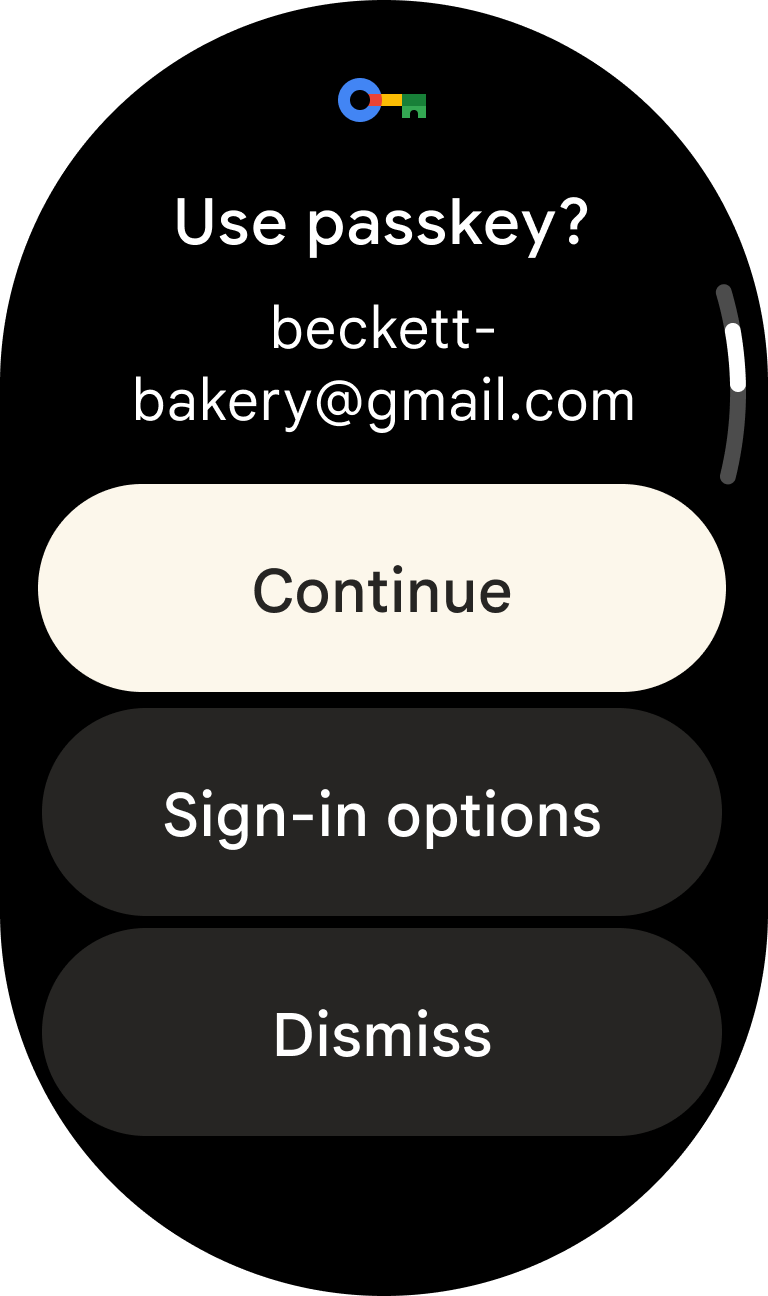 Use passkey?
beckett-
bakery@gmail.com
Continue
Sign-in options
Dismiss